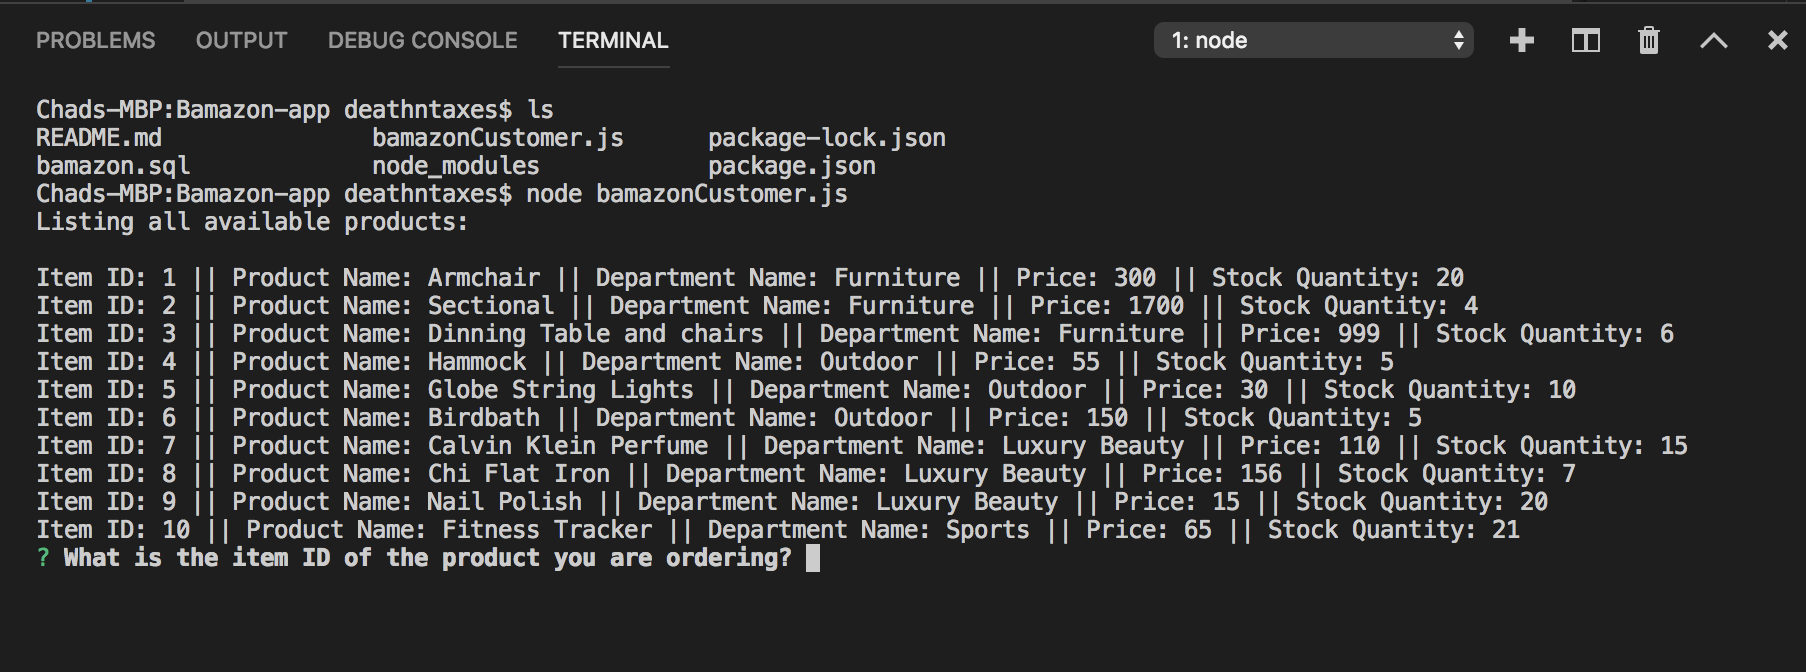 PROBLEMS OUTPUT DEBUG CONSOLE TERMINAL 1: node
Chads-MBP:Bamazon-app deathntaxes$ ls
README.md bamazonCustomer.js package-lock.json
bamazon.sql node_modules package.json
Chads-MBP:Bamazon-app deathntaxes$ node bamazonCustomer.js
Listing all available products:
Item ID: 1 || Product Name: Armchair || Department Name: Furniture || Price: 300 || Stock Quantity: 20
Item ID: 2 || Product Name: Sectional || Department Name: Furniture || Price: 1700 || Stock Quantity: 4
Item ID: 3 || Product Name: Dinning Table and chairs || Department Name: Furniture || Price: 999 || Stock Quantity: 6
Item ID: 4 || Product Name: Hammock || Department Name: Outdoor || Price: 55 || Stock Quantity: 5
Item ID: 5 || Product Name: Globe String Lights || Department Name: Outdoor || Price: 30 || Stock Quantity: 10
Item ID: 6 || Product Name: Birdbath || Department Name: Outdoor || Price: 150 || Stock Quantity: 5
Item ID: 7 || Product Name: Calvin Klein Perfume || Department Name: Luxury Beauty || Price: 110 || Stock Quantity: 15
Item ID: 8 || Product Name: Chi Flat Iron || Department Name: Luxury Beauty || Price: 156 || Stock Quantity: 7
Item ID: 9 || Product Name: Nail Polish || Department Name: Luxury Beauty || Price: 15 || Stock Quantity: 20
Item ID: 10 || Product Name: Fitness Tracker || Department Name: Sports || Price: 65 || Stock Quantity: 21
? What is the item ID of the product you are ordering?